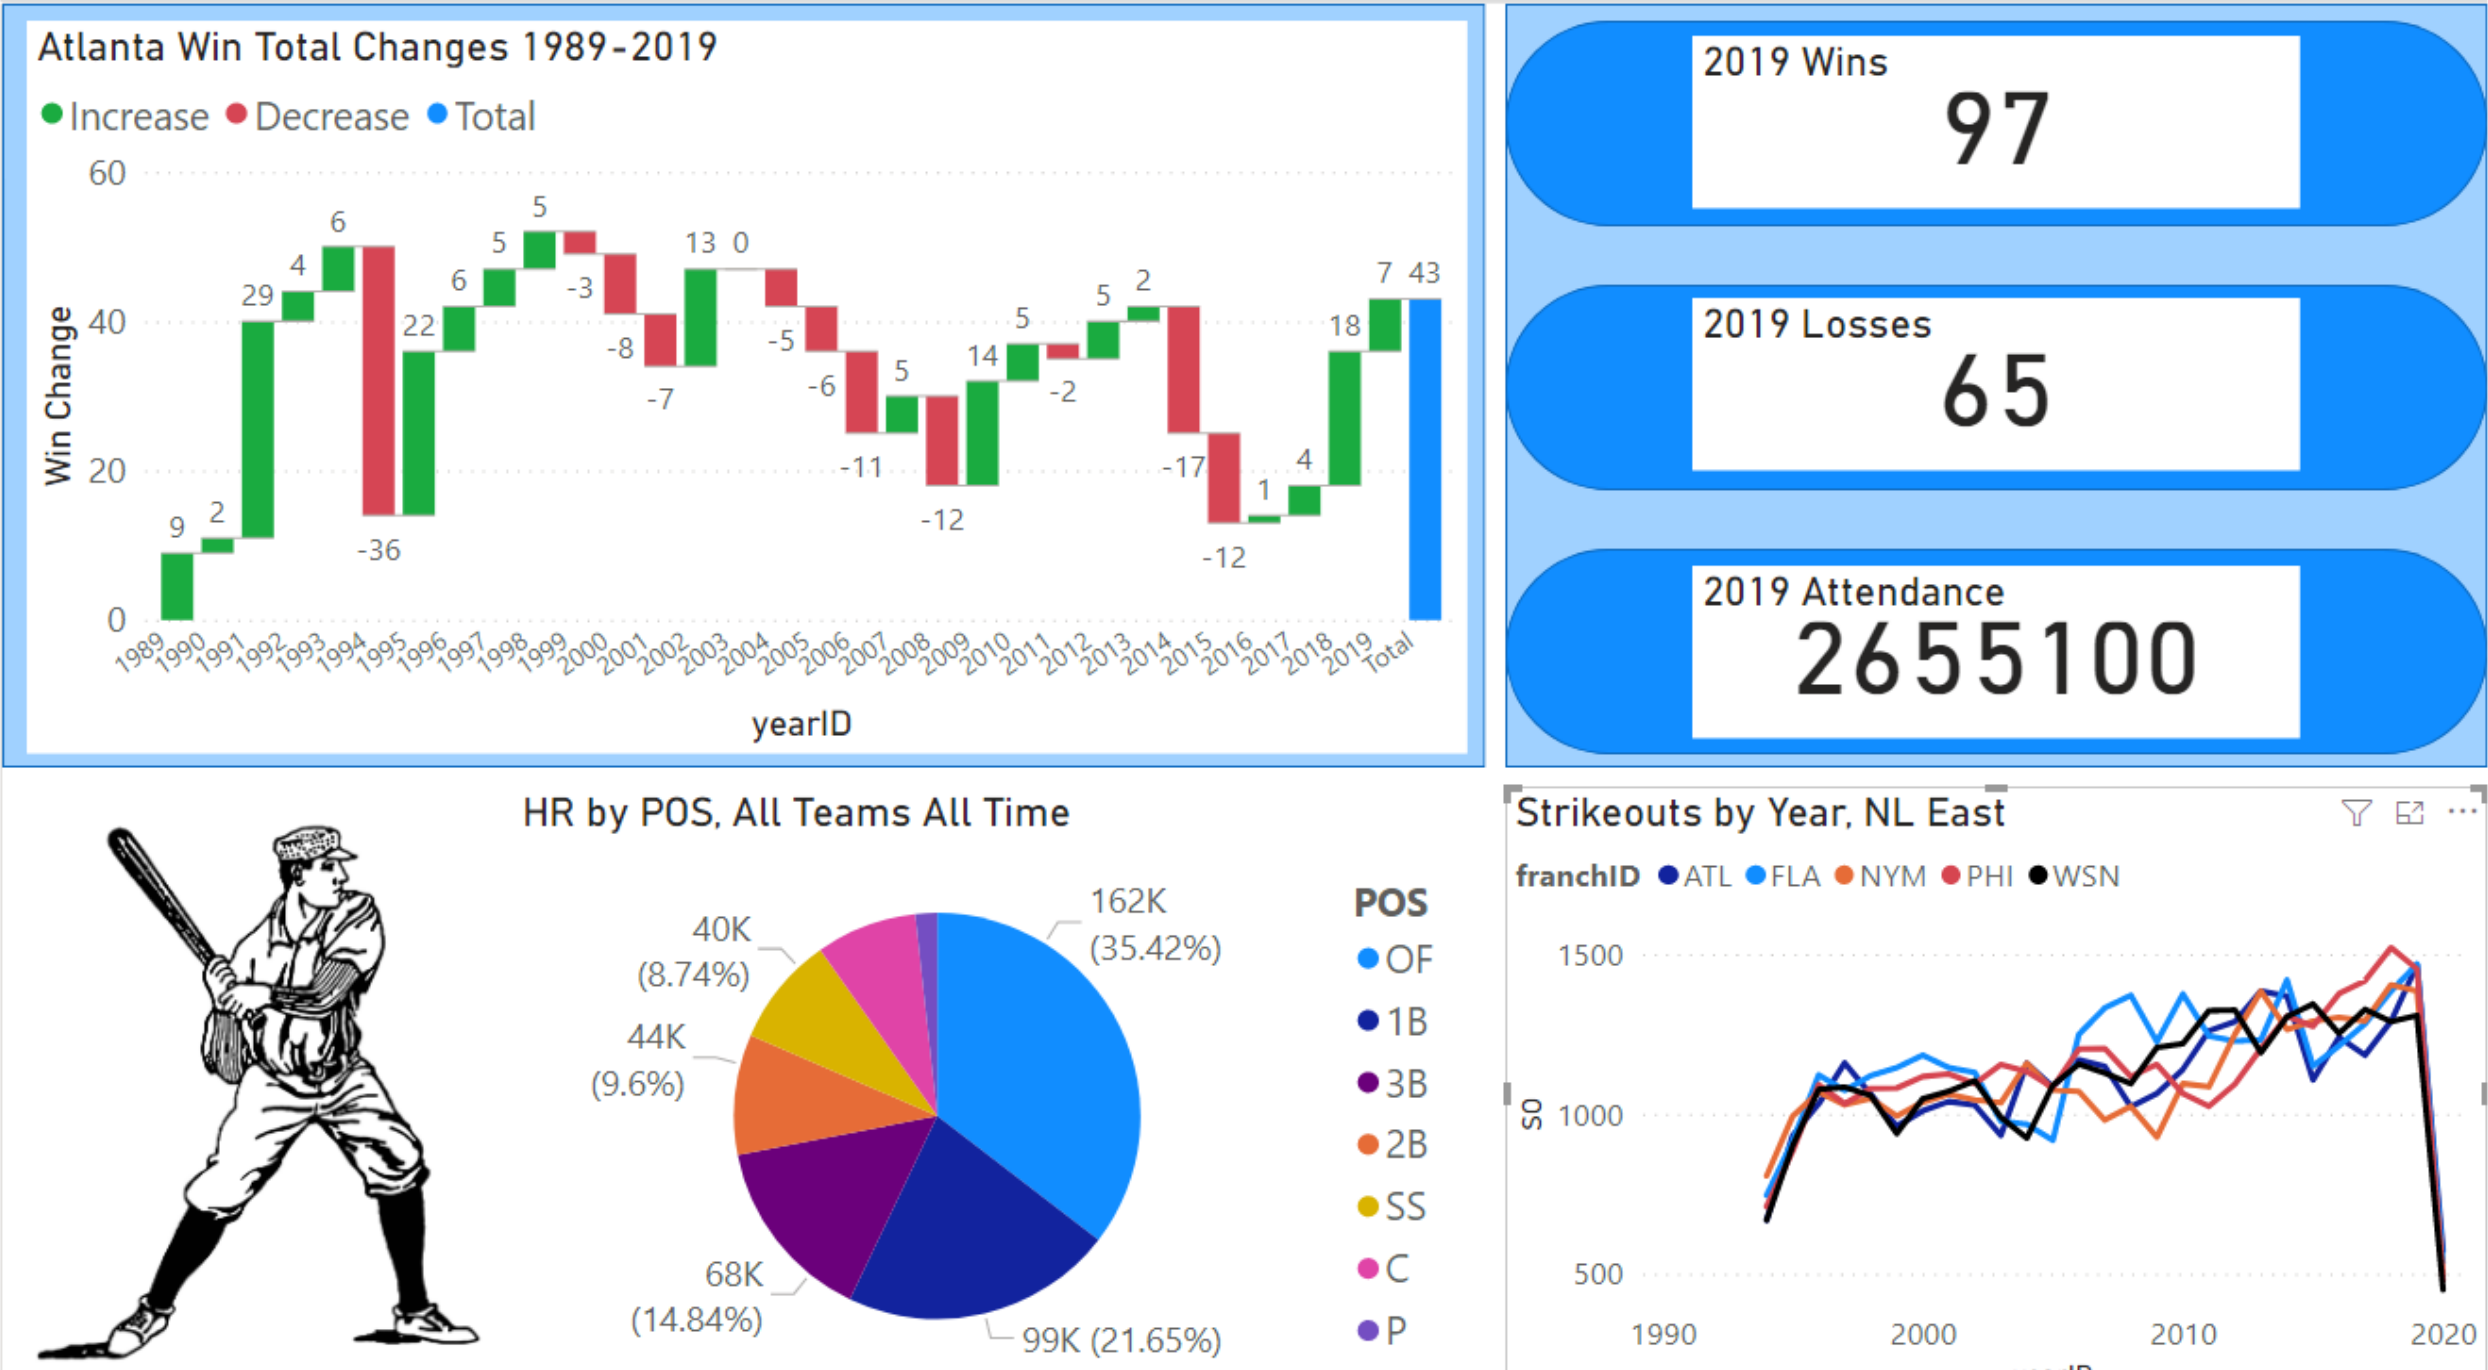 Atlanta Win Total Changes 1989-2019
Increase Decrease Total
60
40
20
0
Win Change
9 2 29 4 6 -36 22 6 5 5 -3 -8 -7 13 0 -5 -6 -11 5 -12 14 5 -2 5 2 -17 -12 1 4 18 7 43
1989 1990 1991 1992 1993 1994 1995 1996 1997 1998 1999 2000 2001 2002 2003 2004 2005 2006 2007 2008 2009 2010 2011 2012 2013 2014 2015 2016 2017 2018 2019 Total
yearID
2019 Wins
97
2019 Losses
65
2019 Attendance
2655100
HR by POS, All Teams All Time
162K
(35.42%)
99K (21.65%)
68K
(14.84%)
44K
(9.6%)
40K
(8.74%)
POS
OF
1B
3B
2B
SS
C
P
Strikeouts by Year, NL East
franchID ATL FLA NYM PHI WSN
1500
1000
500
SO
1990 2000 2010 2020